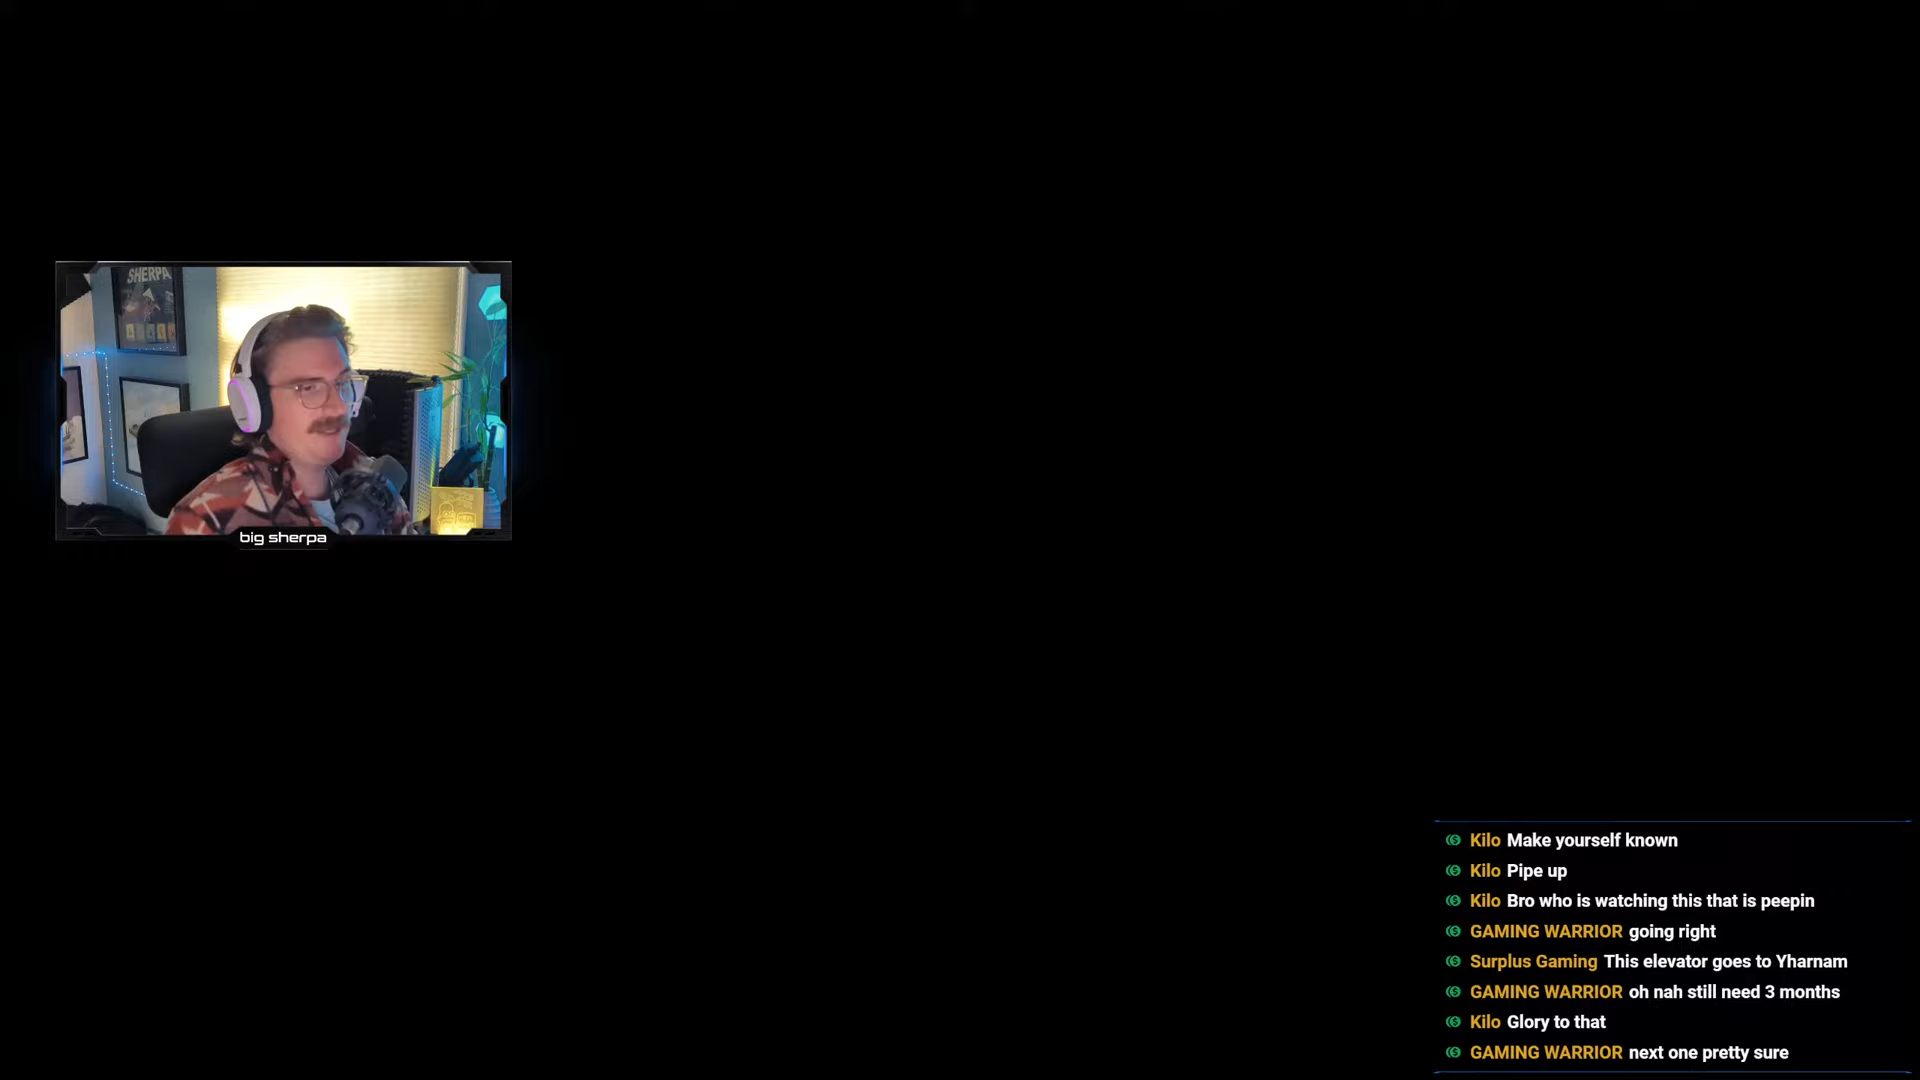 SHERPA
big sherpa
Kilo Make yourself known
Kilo Pipe up
Kilo Bro who is watching this that is peepin
GAMING WARRIOR going right
Surplus Gaming This elevator goes to Yharnam
GAMING WARRIOR oh nah still need 3 months
Kilo Glory to that
GAMING WARRIOR next one pretty sure